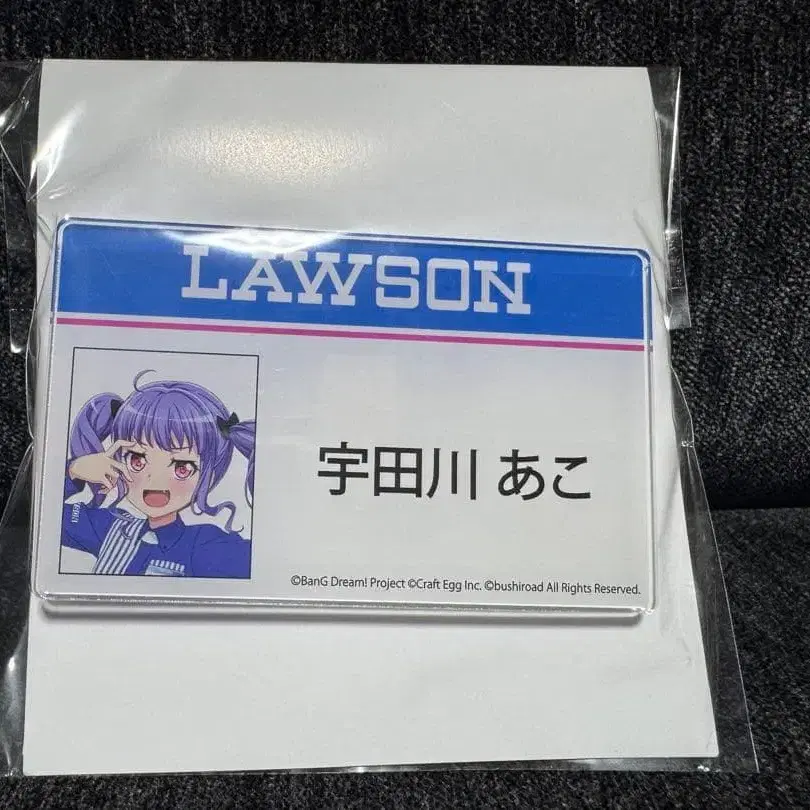 LAWSON
宇田川 あこ
©BanG Dream! Project ©Craft Egg Inc. ©bushiroad All Rights Reserved.